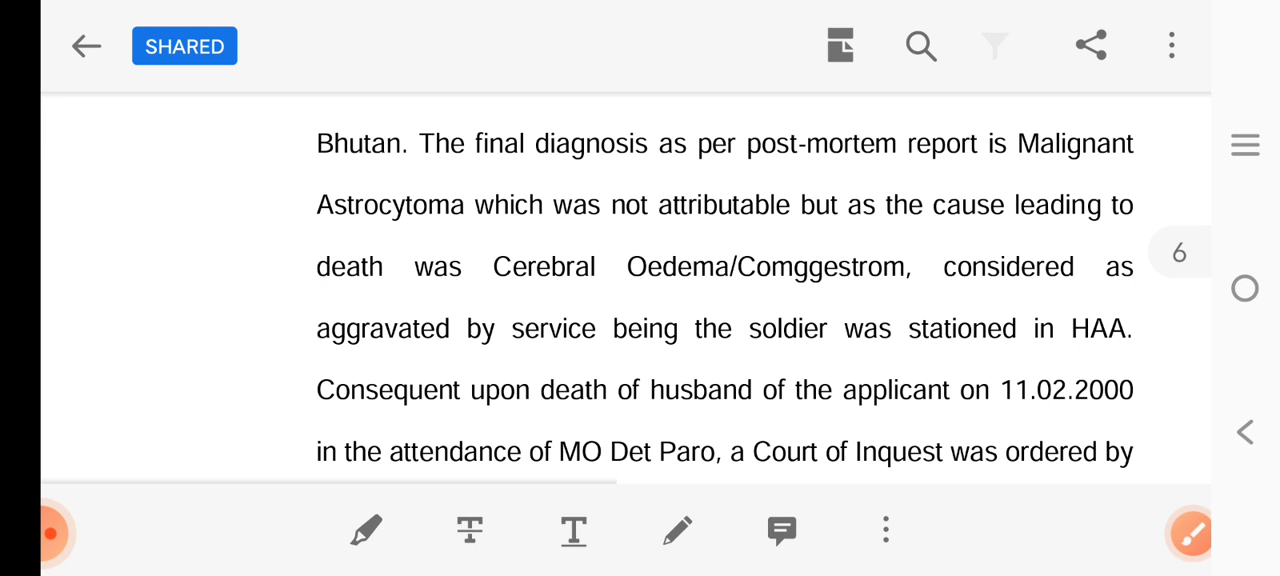 SHARED
Bhutan. The final diagnosis as per post-mortem report is Malignant
Astrocytoma which was not attributable but as the cause leading to
death was Cerebral Oedema/Comggestrom, considered as
6
aggravated by service being the soldier was stationed in HAA.
Consequent upon death of husband of the applicant on 11.02.2000
in the attendance of MO Det Paro, a Court of Inquest was ordered by